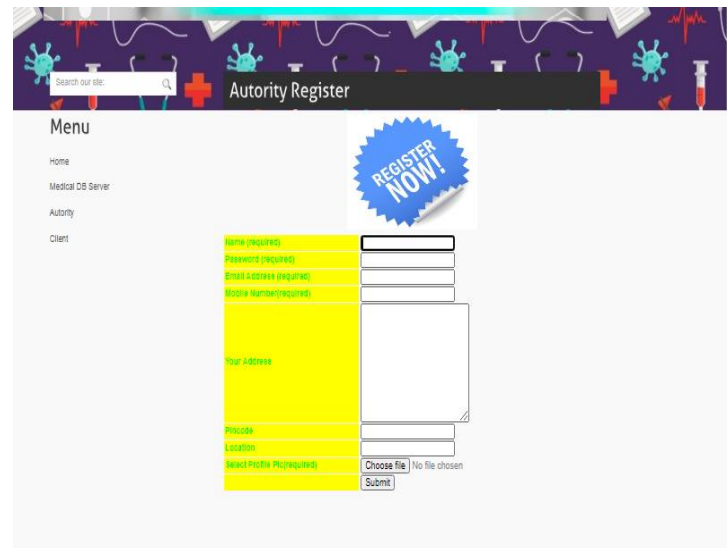 Search our site:
Autority Register
Menu
Home
Medical DB Server
Autority
Client
REGISTER
NOW!
Name (required)
Password (required)
Email Address (required)
Mobile Number(required)
Your Address
Pincode
Location
Select Profile Pic(required)
Choose file No file chosen
Submit